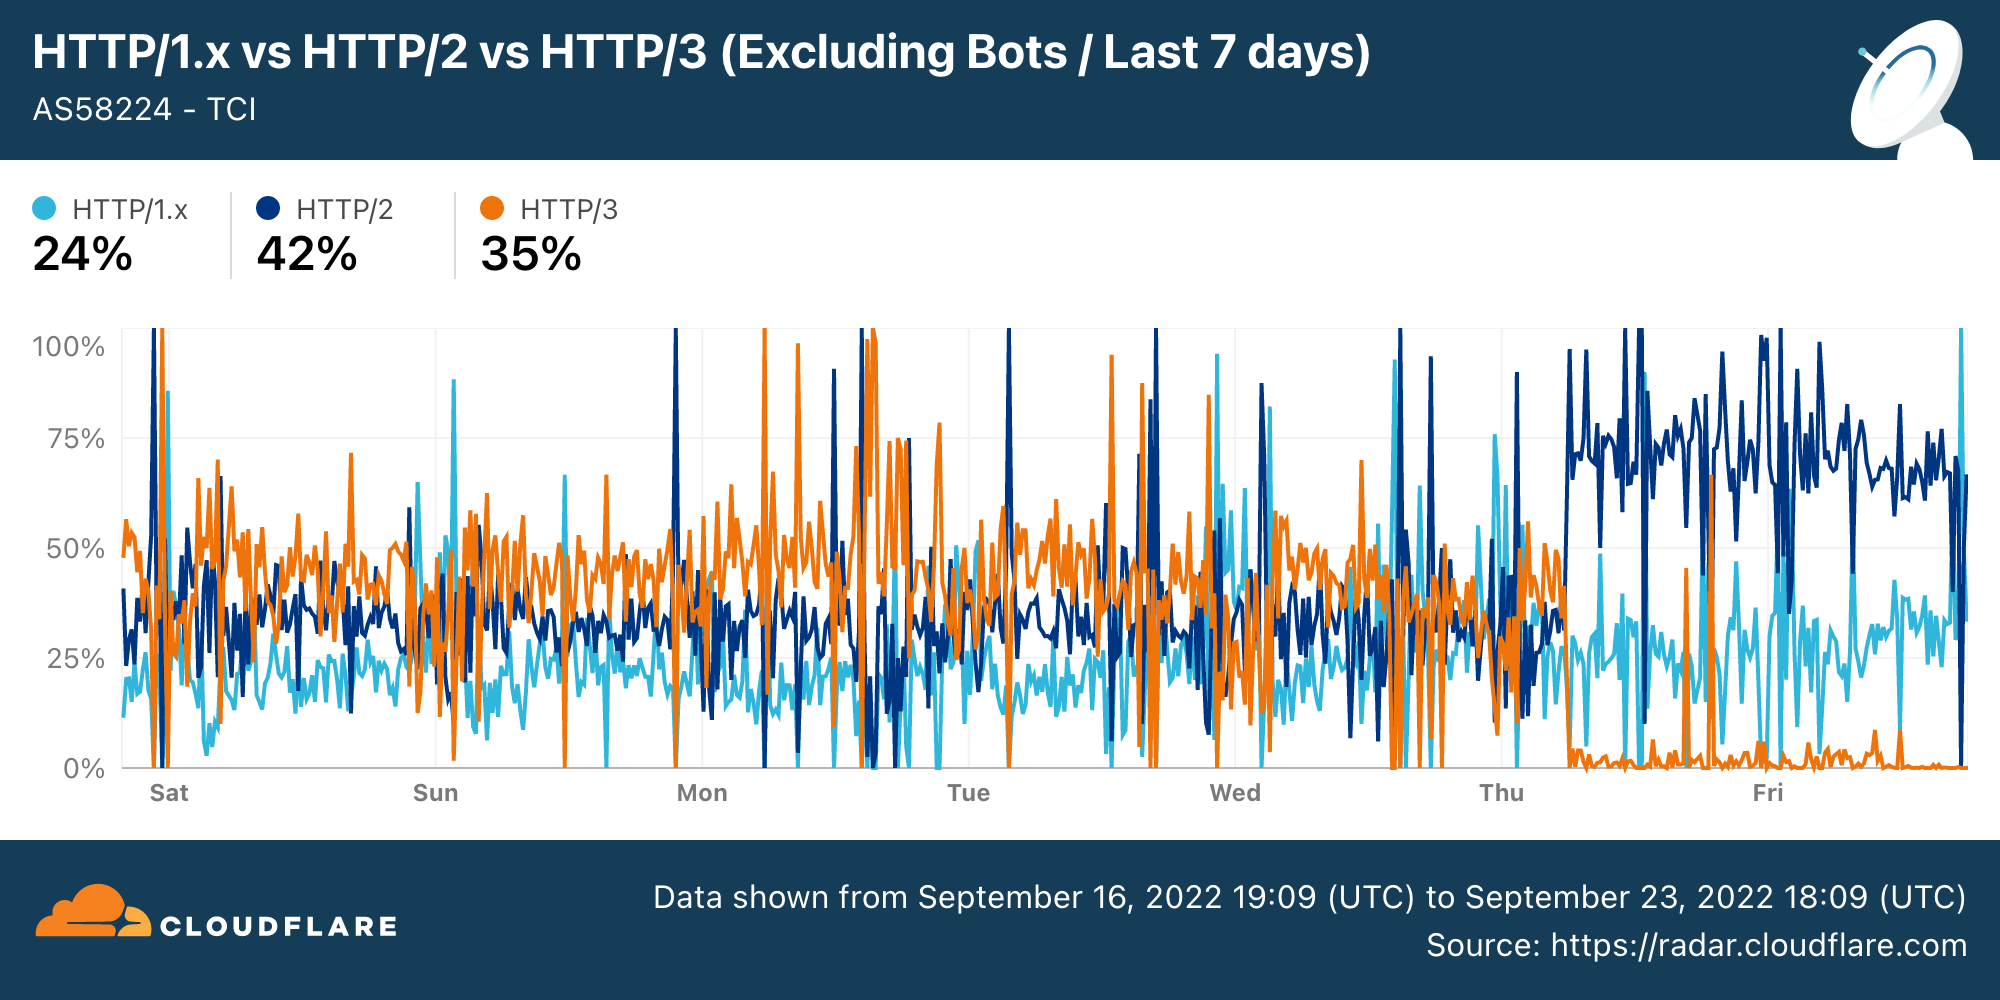 HTTP/1.x vs HTTP/2 vs HTTP/3 (Excluding Bots / Last 7 days)
AS58224 - TCI
HTTP/1.x HTTP/2 HTTP/3
24% 42% 35%
100%
75%
50%
25%
0%
Sat Sun Mon Tue Wed Thu Fri
CLOUDFLARE
Data shown from September 16, 2022 19:09 (UTC) to September 23, 2022 18:09 (UTC)
Source: https://radar.cloudflare.com